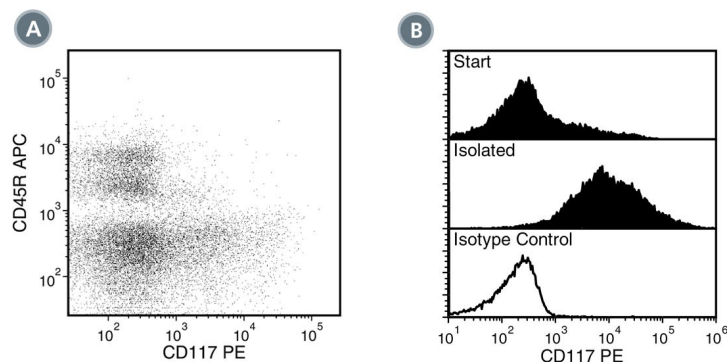 A
CD45R APC
10^5
10^4
10^3
10^2
10^2 10^3 10^4 10^5
CD117 PE
B
Start
Isolated
Isotype Control
10^1 10^2 10^3 10^4 10^5 10^6
CD117 PE